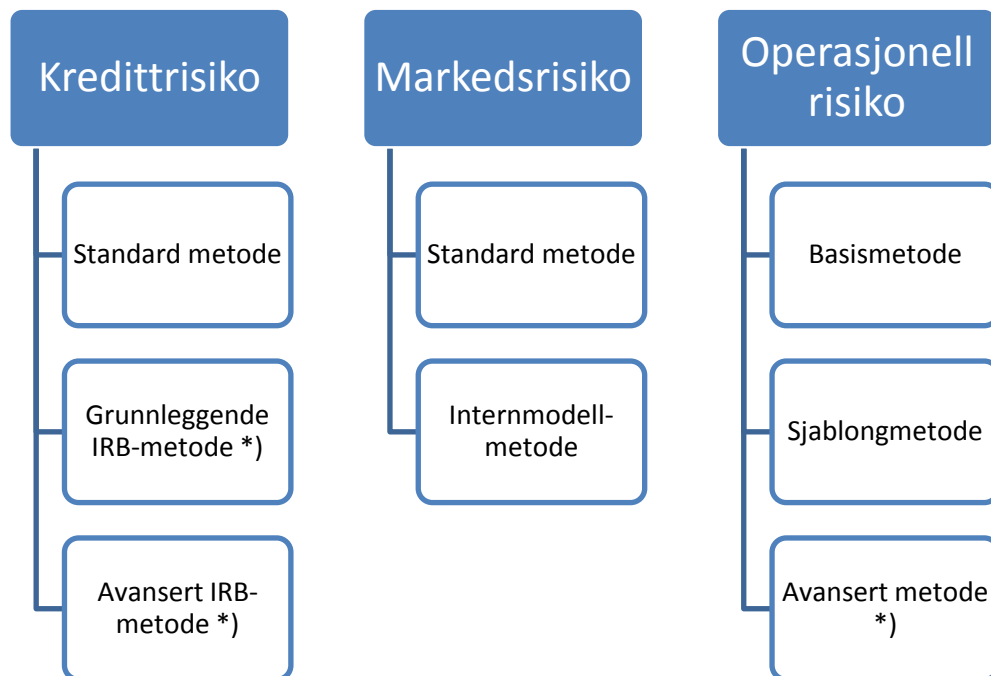 Kredittrisiko
Standard metode
Grunnleggende
IRB-metode *)
Avansert IRB-
metode *)
Markedsrisiko
Standard metode
Internmodell-
metode
Operasjonell
risiko
Basismetode
Sjablongmetode
Avansert metode
*)